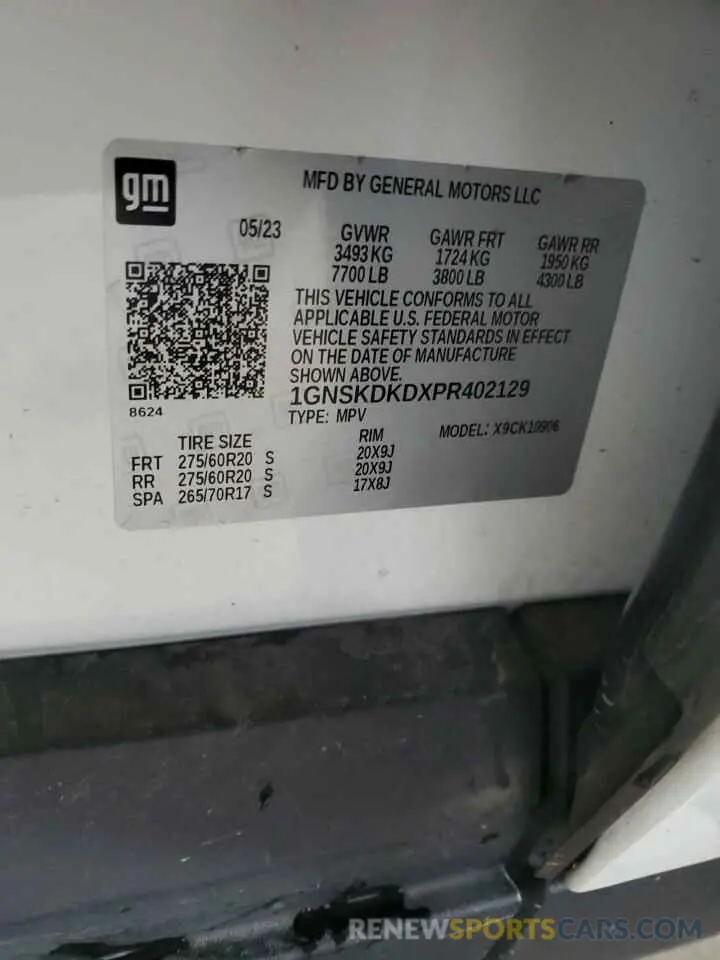 gm
MFD BY GENERAL MOTORS LLC
05/23
GVWR GAWR FRT GAWR RR
3493 KG 1724 KG 1950 KG
7700 LB 3800 LB 4300 LB
THIS VEHICLE CONFORMS TO ALL
APPLICABLE U.S. FEDERAL MOTOR
VEHICLE SAFETY STANDARDS IN EFFECT
ON THE DATE OF MANUFACTURE
SHOWN ABOVE.
1GNSKDKDXPR402129
8624
TYPE: MPV MODEL: X9CK10906
TIRE SIZE RIM
FRT 275/60R20 S 20X9J
RR 275/60R20 S 20X9J
SPA 265/70R17 S 17X8J
RENEWSPORTSCARS.COM